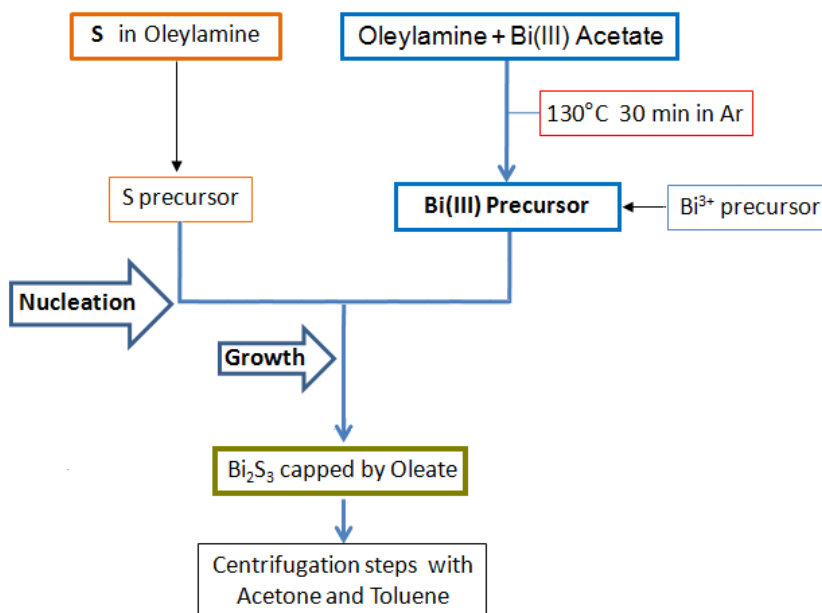 S in Oleylamine
Oleylamine + Bi(III) Acetate
130°C 30 min in Ar
S precursor
Bi(III) Precursor
Bi³⁺ precursor
Nucleation
Growth
Bi₂S₃ capped by Oleate
Centrifugation steps with
Acetone and Toluene